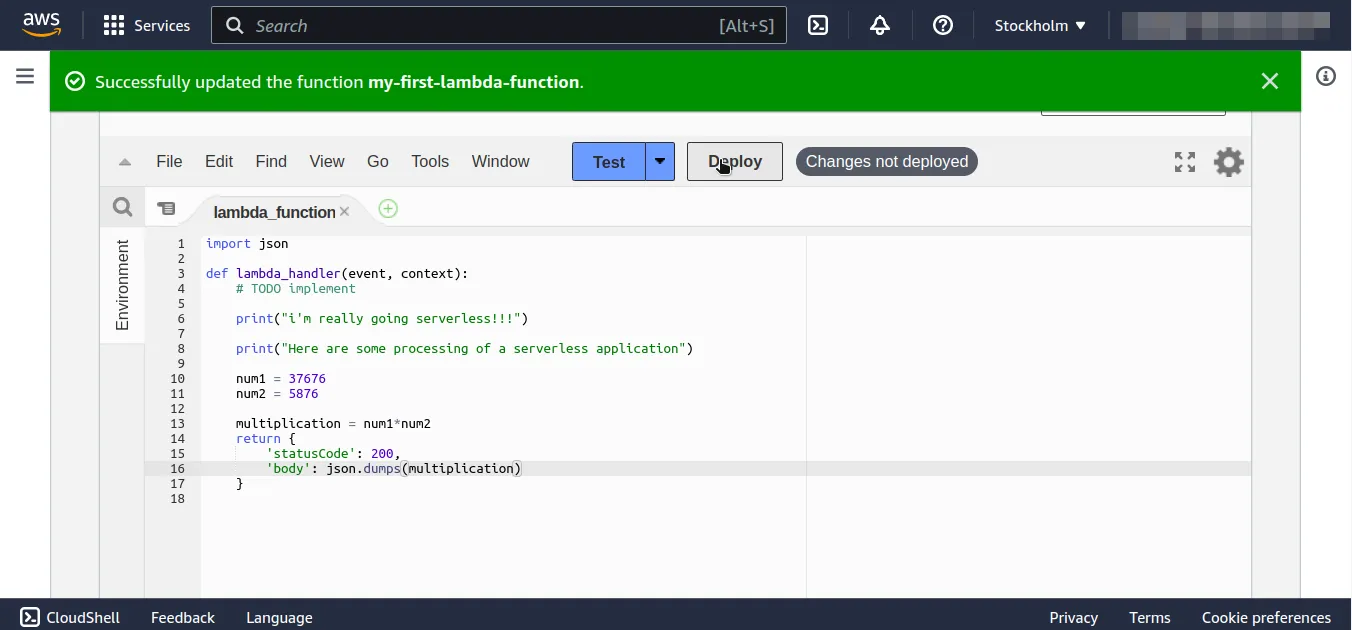 aws Services Search [Alt+S] Stockholm ▼
Successfully updated the function my-first-lambda-function.
File Edit Find View Go Tools Window Test Deploy Changes not deployed
lambda_function
Environment
1 import json
2
3 def lambda_handler(event, context):
4     # TODO implement
5
6     print("i'm really going serverless!!!")
7
8     print("Here are some processing of a serverless application")
9
10     num1 = 37676
11     num2 = 5876
12
13     multiplication = num1*num2
14     return {
15         'statusCode': 200,
16         'body': json.dumps(multiplication)
17     }
18
CloudShell Feedback Language Privacy Terms Cookie preferences